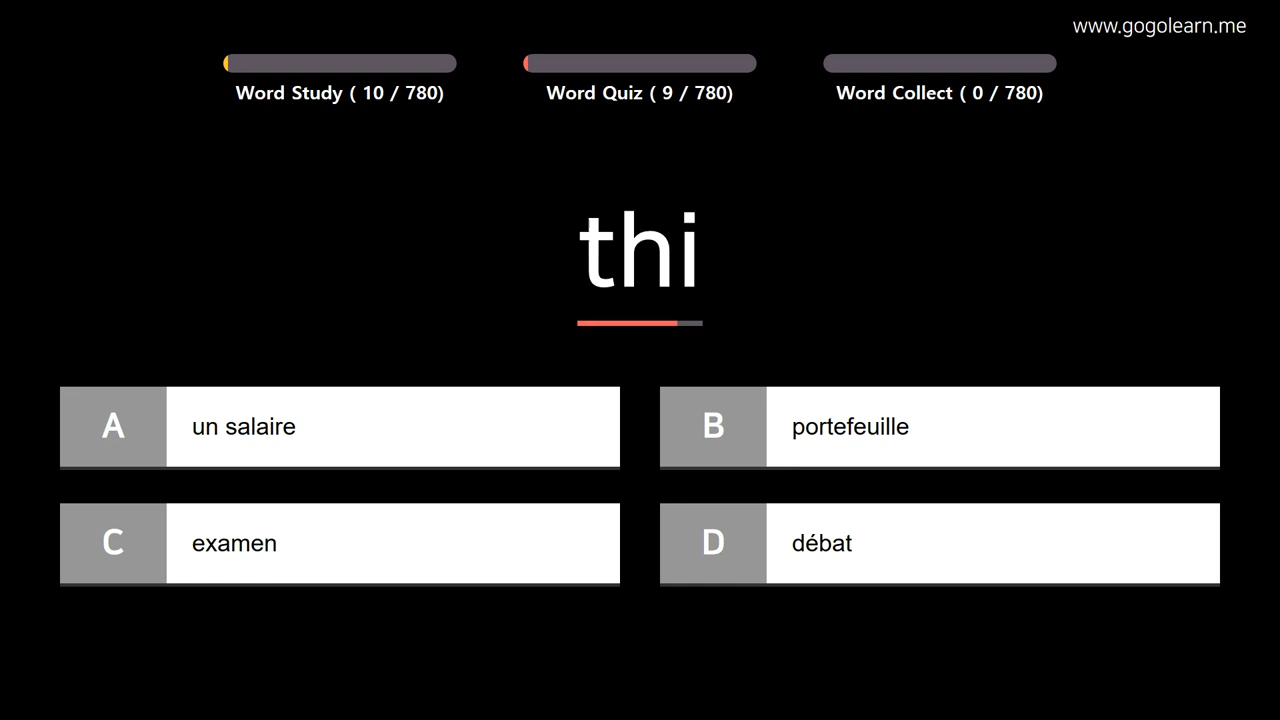 www.gogolearn.me
Word Study ( 10 / 780)
Word Quiz ( 9 / 780)
Word Collect ( 0 / 780)
thi
A un salaire
B portefeuille
C examen
D débat